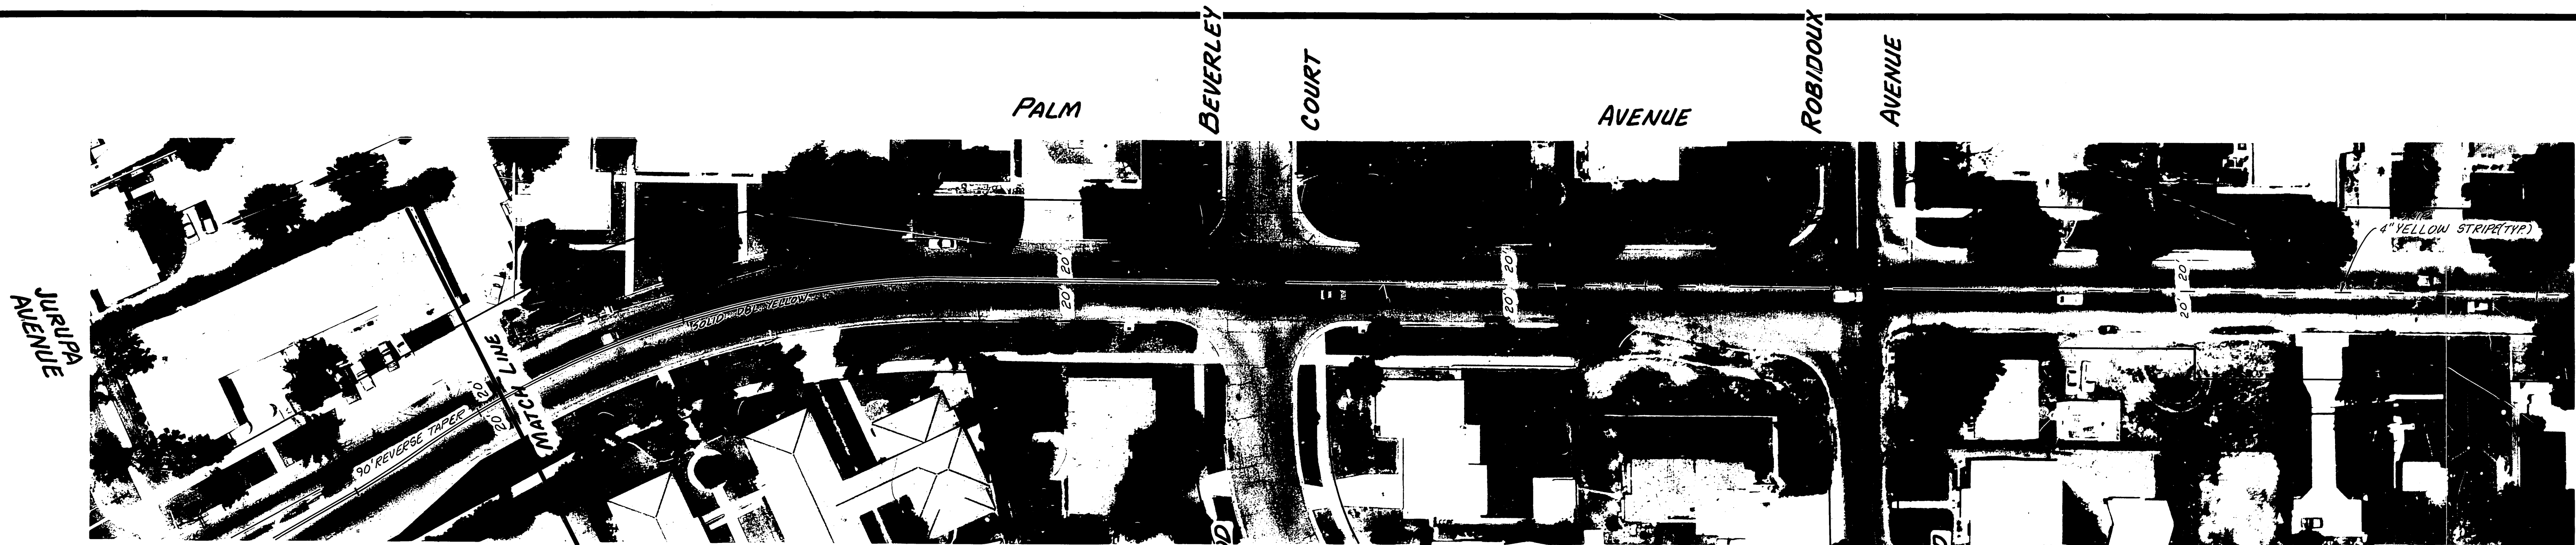 BEVERLEY
COURT
PALM
AVENUE
ROBIDOUX
AVENUE
JURUPA
AVENUE
MATCH LINE
90' REVERSE TAPER
20'
20'
SOLID DBL YELLOW
20' 20'
20' 20'
20' 20'
4" YELLOW STRIPE (TYP.)